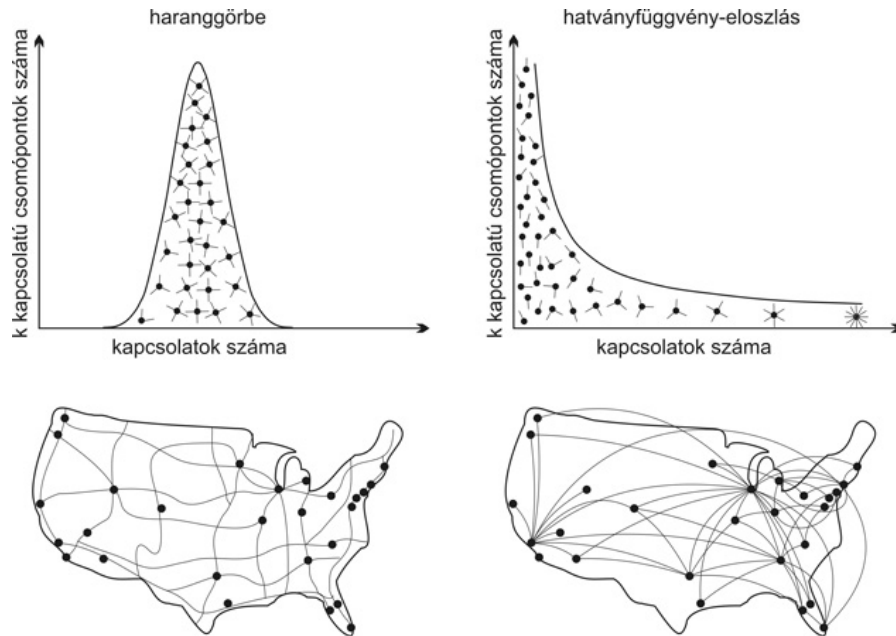 haranggörbe
hatványfüggvény-eloszlás
k kapcsolatú csomópontok száma
kapcsolatok száma
k kapcsolatú csomópontok száma
kapcsolatok száma